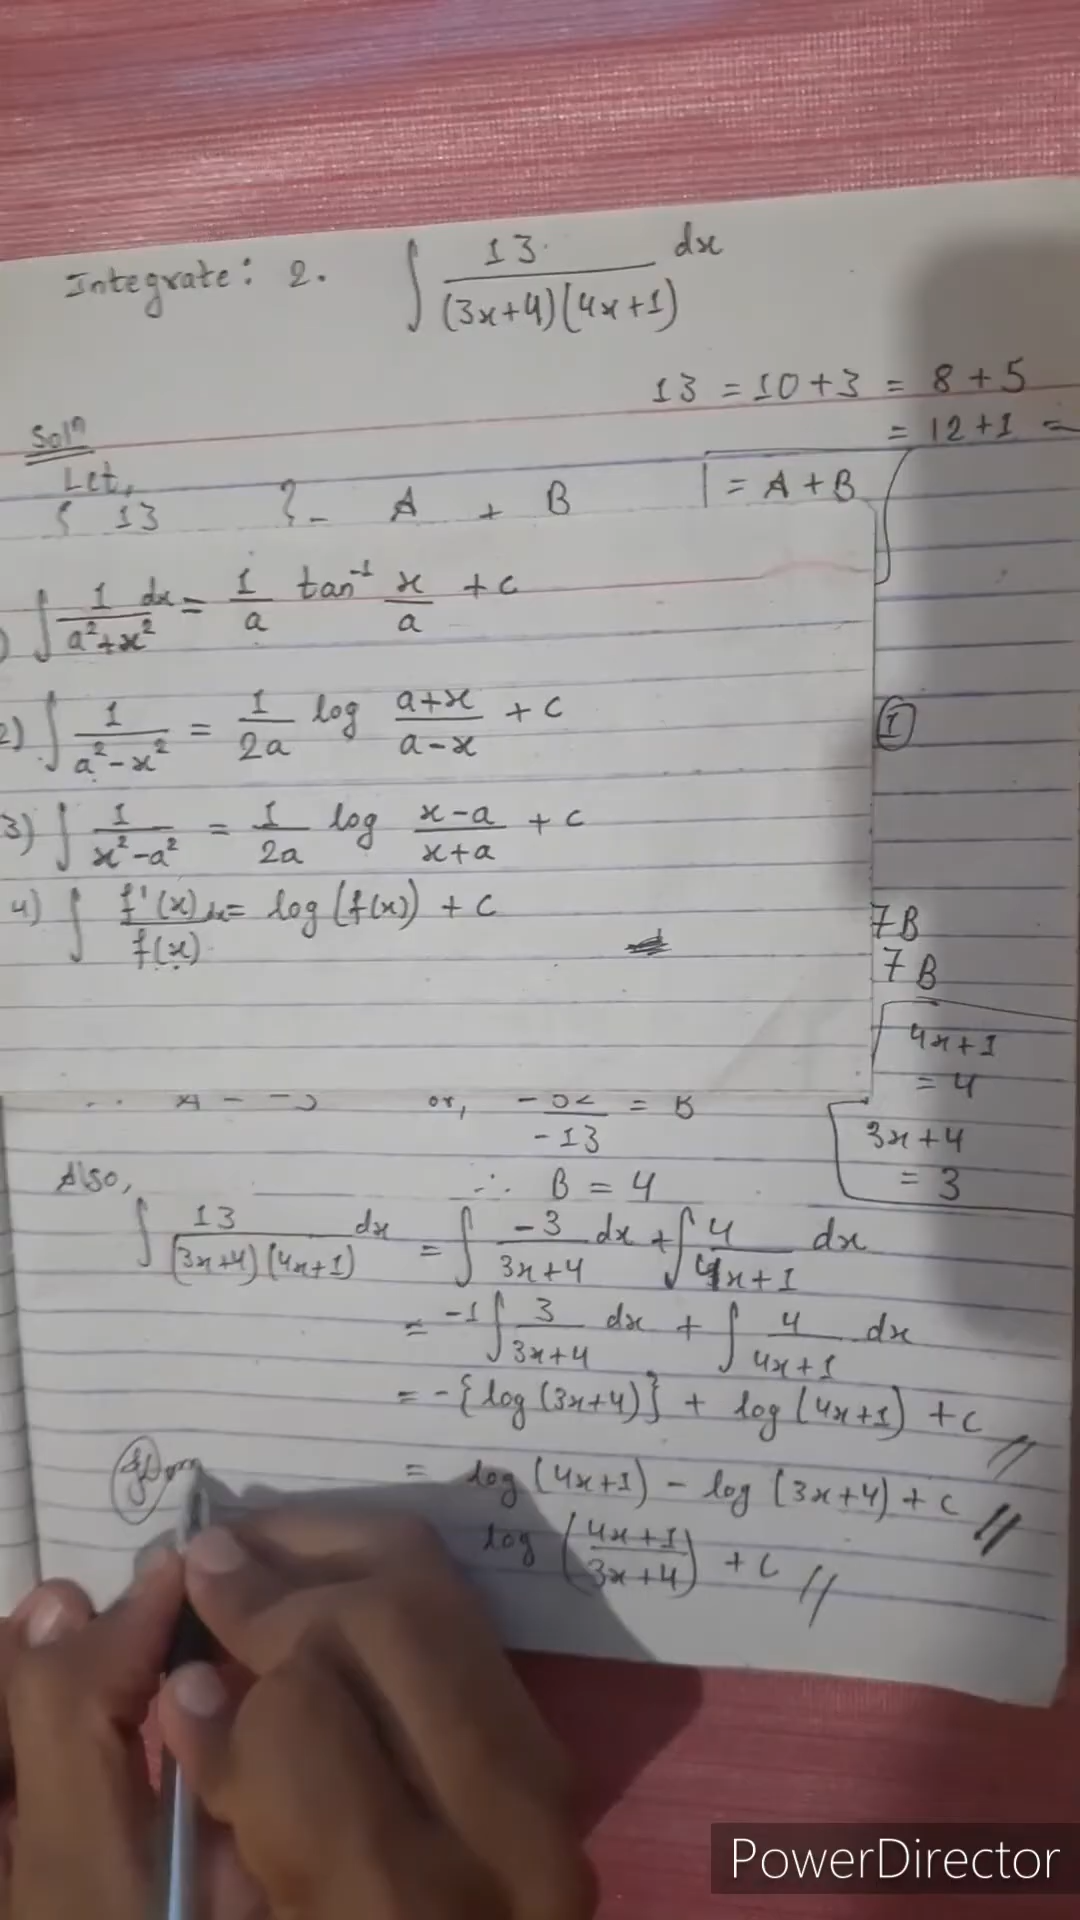 Integrate: 2. ∫ 13 / (3x+4)(4x+1) dx
13 = 10+3 = 8+5
= 12+1 =
Solⁿ
Let,
{ 13 } = A + B
= A+B
∫ 1/(a²+x²) dx = 1/a tan⁻¹ x/a + c
2) ∫ 1/(a²-x²) = 1/2a log (a+x)/(a-x) + c
(1)
3) ∫ 1/(x²-a²) = 1/2a log (x-a)/(x+a) + c
4) ∫ f'(x)/f(x) dx = log (f(x)) + c
7B
7B
4x+1
= 4
or, /-13 = B
3x+4
= 3
Also,
∴ B = 4
∫ 13/(3x+4)(4x+1) dx = ∫ -3/(3x+4) dx + ∫ 4/(4x+1) dx
= -1 ∫ 3/(3x+4) dx + ∫ 4/(4x+1) dx
= -{log (3x+4)} + log (4x+1) + c //
= log (4x+1) - log (3x+4) + c //
log ((4x+1)/(3x+4)) + c //
PowerDirector